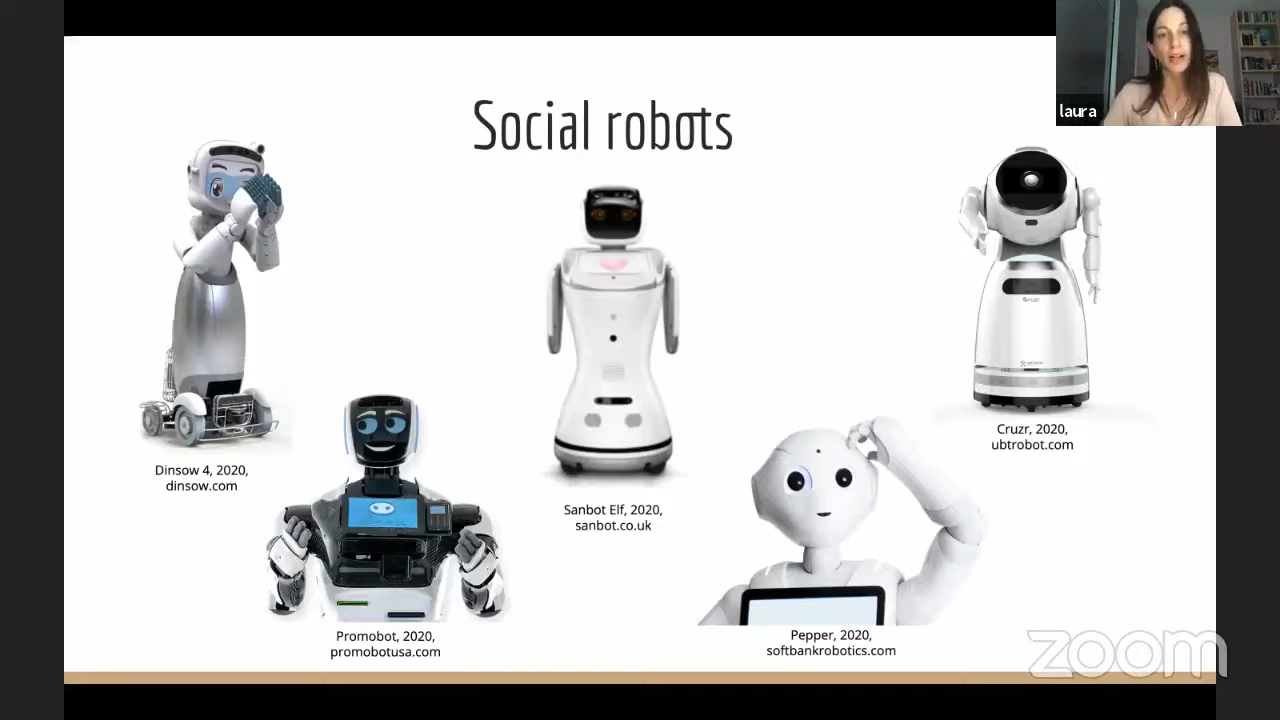 laura
Social robots
Cruzr
Dinsow 4, 2020,
dinsow.com
Sanbot Elf, 2020,
sanbot.co.uk
Cruzr, 2020,
ubtrobot.com
Promobot, 2020,
promobotusa.com
Pepper, 2020,
softbankrobotics.com
zoom